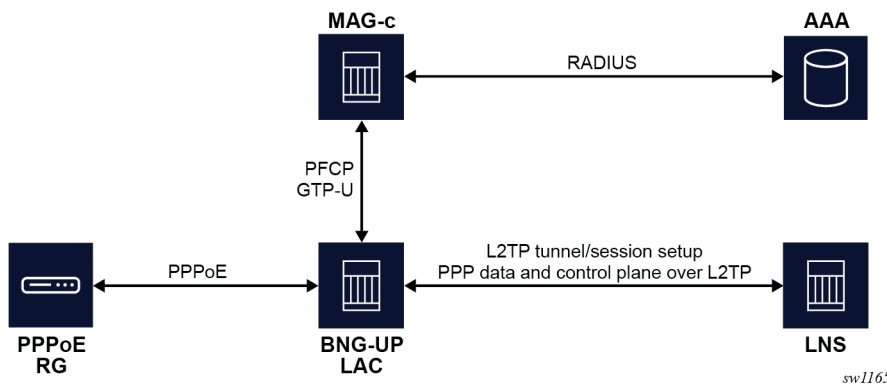 MAG-c
AAA
RADIUS
PFCP
GTP-U
L2TP tunnel/session setup
PPPoE
PPP data and control plane over L2TP
PPPoE
RG
BNG-UP
LAC
LNS
sw1165